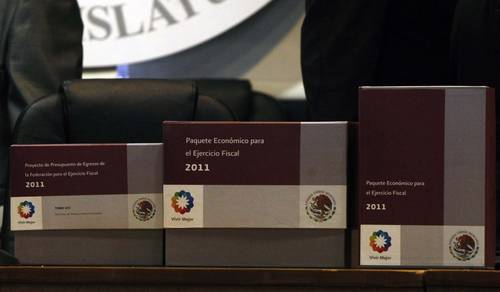 ISLATUR
Proyecto de Presupuesto de Egresos de
la Federación para el Ejercicio Fiscal
2011
Vivir Mejor
Paquete Económico para
el Ejercicio Fiscal
2011
Vivir Mejor
Paquete Económico para
el Ejercicio Fiscal
2011
Vivir Mejor